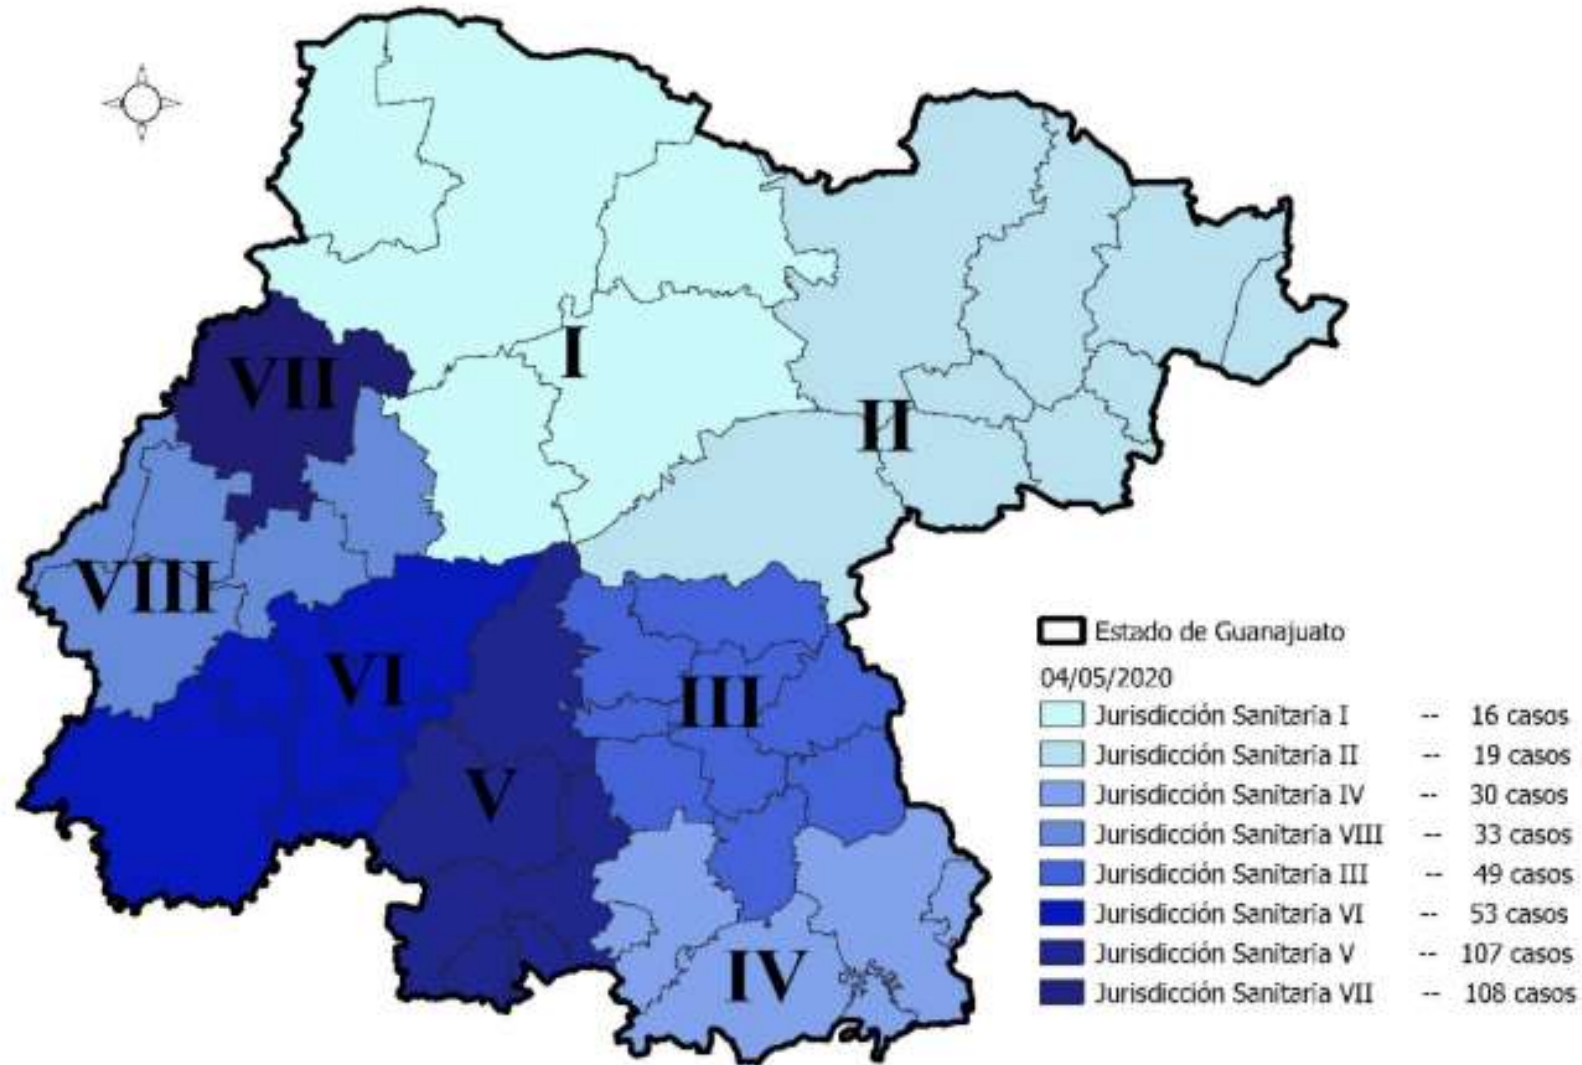 I
VII
II
VIII
VI
III
V
IV
Estado de Guanajuato
04/05/2020
Jurisdicción Sanitaria I -- 16 casos
Jurisdicción Sanitaria II -- 19 casos
Jurisdicción Sanitaria IV -- 30 casos
Jurisdicción Sanitaria VIII -- 33 casos
Jurisdicción Sanitaria III -- 49 casos
Jurisdicción Sanitaria VI -- 53 casos
Jurisdicción Sanitaria V -- 107 casos
Jurisdicción Sanitaria VII -- 108 casos